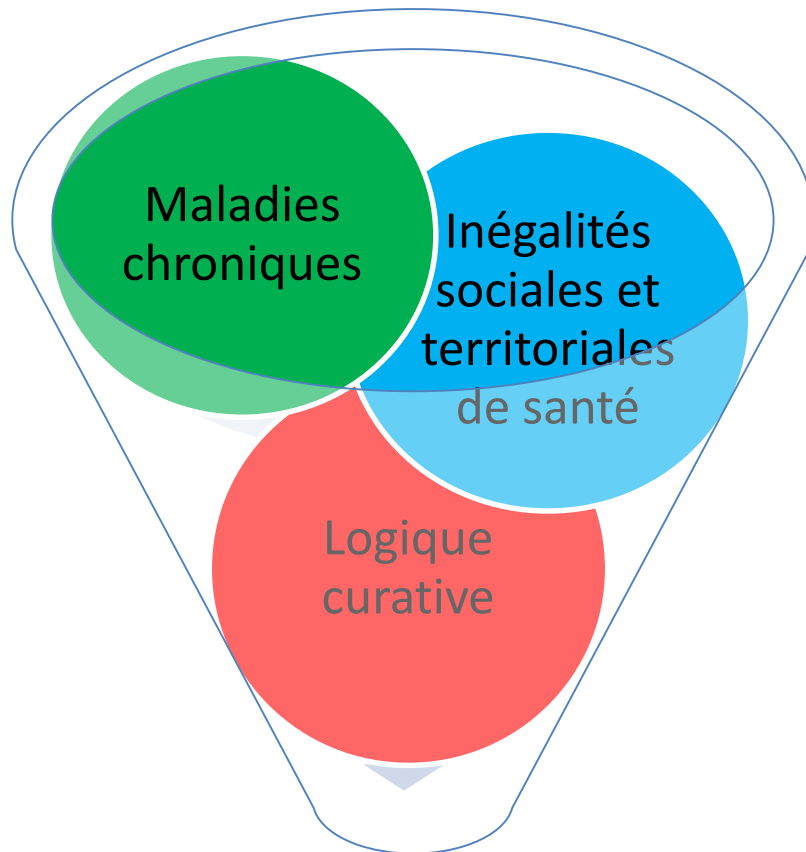 Maladies
chroniques
Inégalités
sociales et
territoriales
de santé
Logique
curative